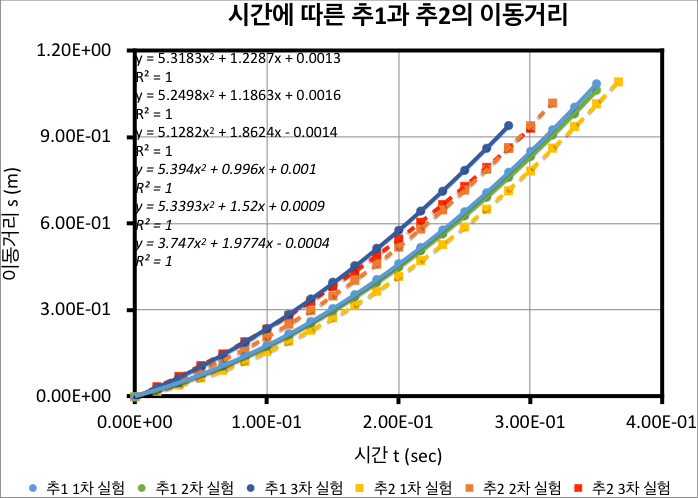 시간에 따른 추1과 추2의 이동거리
1.20E+00
9.00E-01
6.00E-01
3.00E-01
0.00E+00
이동거리 s (m)
y = 5.3183x² + 1.2287x + 0.0013
R² = 1
y = 5.2498x² + 1.1863x + 0.0016
R² = 1
y = 5.1282x² + 1.8624x - 0.0014
R² = 1
y = 5.394x² + 0.996x + 0.001
R² = 1
y = 5.3393x² + 1.52x + 0.0009
R² = 1
y = 3.747x² + 1.9774x - 0.0004
R² = 1
0.00E+00 1.00E-01 2.00E-01 3.00E-01 4.00E-01
시간 t (sec)
추1 1차 실험 추1 2차 실험 추1 3차 실험 추2 1차 실험 추2 2차 실험 추2 3차 실험